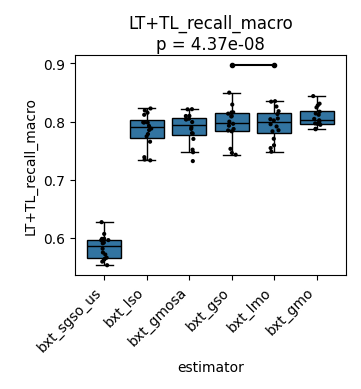 LT+TL_recall_macro
p = 4.37e-08
LT+TL_recall_macro
0.9
0.8
0.7
0.6
bxt_sgso_us
bxt_lso
bxt_gmosa
bxt_gso
bxt_lmo
bxt_gmo
estimator